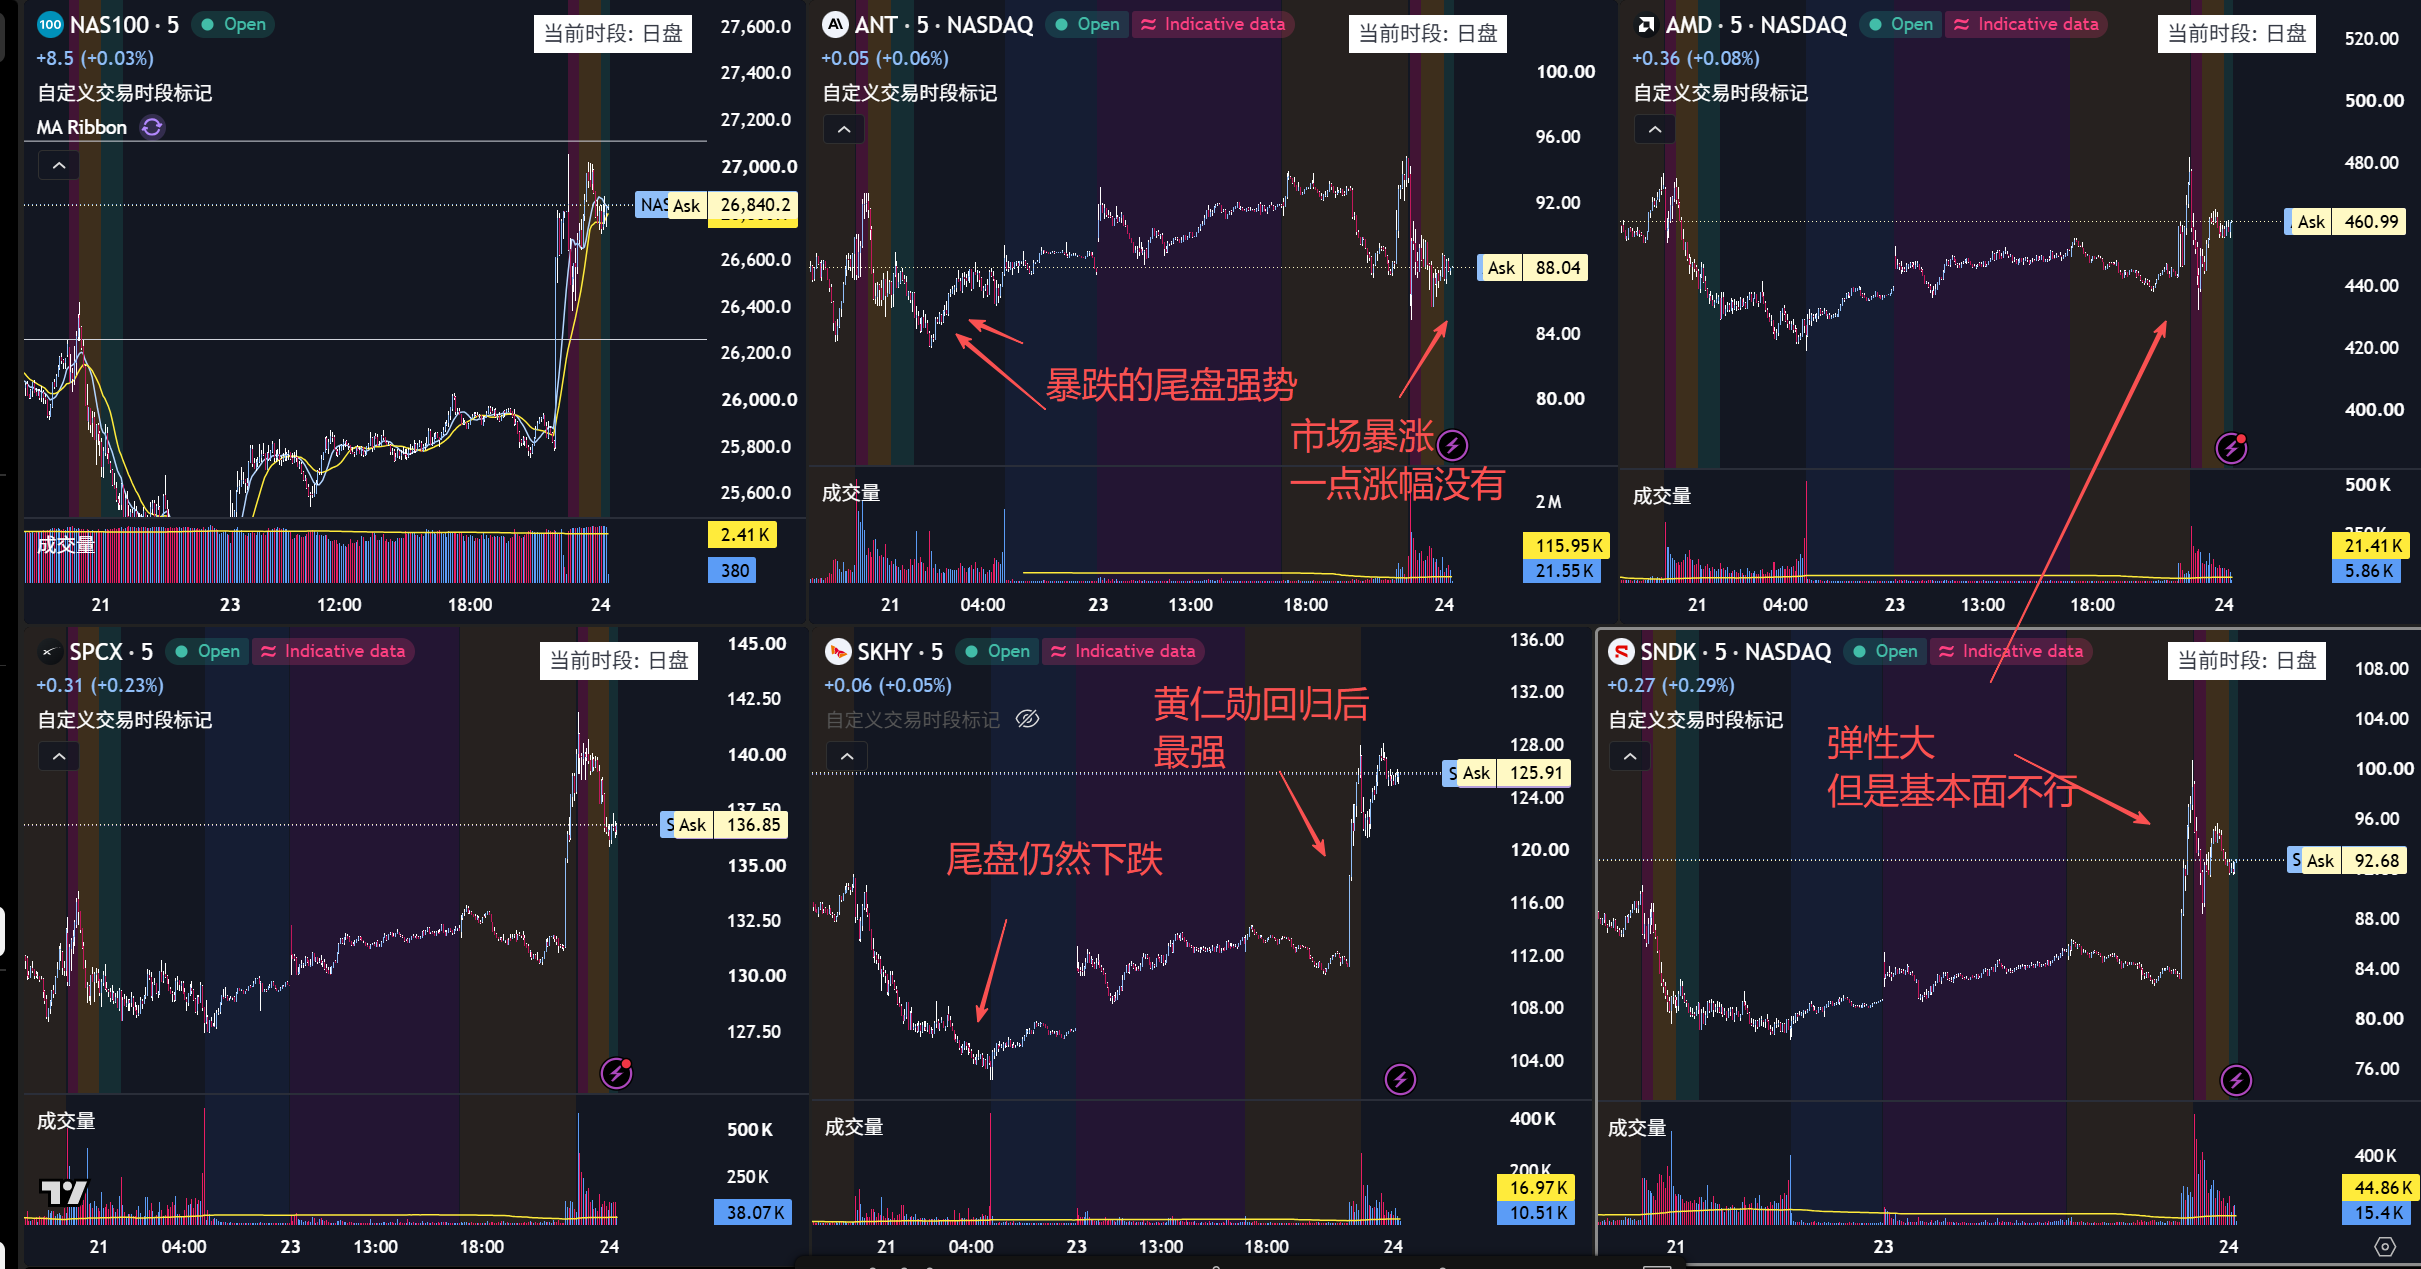 NAS100 · 5 Open
当前时段: 日盘
+8.5 (+0.03%)
自定义交易时段标记
MA Ribbon
27,600.0
27,400.0
27,200.0
27,000.0
NAS Ask 26,840.2
26,600.0
26,400.0
26,200.0
26,000.0
25,800.0
25,600.0
成交量
2.41 K
380
21 23 12:00 18:00 24
ANT · 5 · NASDAQ Open Indicative data
当前时段: 日盘
+0.05 (+0.06%)
自定义交易时段标记
100.00
96.00
92.00
Ask 88.04
84.00
80.00
暴跌的尾盘强势
市场暴涨
一点涨幅没有
成交量
2 M
115.95 K
21.55 K
21 04:00 23 13:00 18:00 24
AMD · 5 · NASDAQ Open Indicative data
当前时段: 日盘
+0.36 (+0.08%)
自定义交易时段标记
520.00
500.00
480.00
Ask 460.99
440.00
420.00
400.00
成交量
500 K
21.41 K
5.86 K
21 04:00 23 13:00 18:00 24
SPCX · 5 Open Indicative data
当前时段: 日盘
+0.31 (+0.23%)
自定义交易时段标记
145.00
142.50
140.00
137.50
S Ask 136.85
135.00
132.50
130.00
127.50
成交量
500 K
250 K
38.07 K
21 04:00 23 13:00 18:00 24
SKHY · 5 Open Indicative data
+0.06 (+0.05%)
自定义交易时段标记
黄仁勋回归后
最强
尾盘仍然下跌
136.00
132.00
128.00
S Ask 125.91
124.00
120.00
116.00
112.00
108.00
104.00
成交量
400 K
200 K
16.97 K
10.51 K
21 04:00 23 13:00 18:00 24
SNDK · 5 · NASDAQ Open Indicative data
当前时段: 日盘
+0.27 (+0.29%)
自定义交易时段标记
弹性大
但是基本面不行
108.00
104.00
100.00
96.00
S Ask 92.68
88.00
84.00
80.00
76.00
成交量
400 K
44.86 K
15.4 K
21 23 24